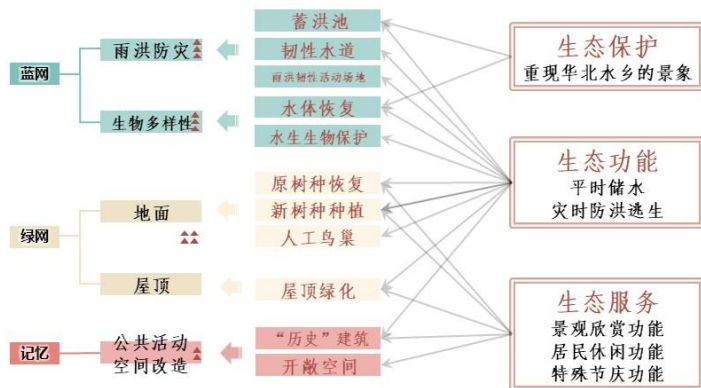 蓝网
雨洪防灾
生物多样性
蓄洪池
韧性水道
雨洪韧性活动场地
水体恢复
水生生物保护
绿网
地面
屋顶
原树种恢复
新树种种植
人工鸟巢
屋顶绿化
记忆
公共活动
空间改造
“历史”建筑
开敞空间
生态保护
重现华北水乡的景象
生态功能
平时储水
灾时防洪逃生
生态服务
景观欣赏功能
居民休闲功能
特殊节庆功能